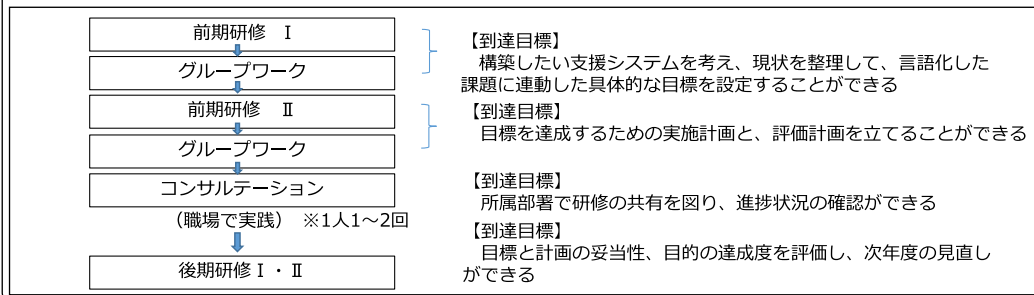 前期研修　Ⅰ
グループワーク
前期研修　Ⅱ
グループワーク
コンサルテーション
（職場で実践）　※1人1～2回
後期研修Ⅰ・Ⅱ
【到達目標】
構築したい支援システムを考え、現状を整理して、言語化した
課題に連動した具体的な目標を設定することができる
【到達目標】
目標を達成するための実施計画と、評価計画を立てることができる
【到達目標】
所属部署で研修の共有を図り、進捗状況の確認ができる
【到達目標】
目標と計画の妥当性、目的の達成度を評価し、次年度の見直し
ができる